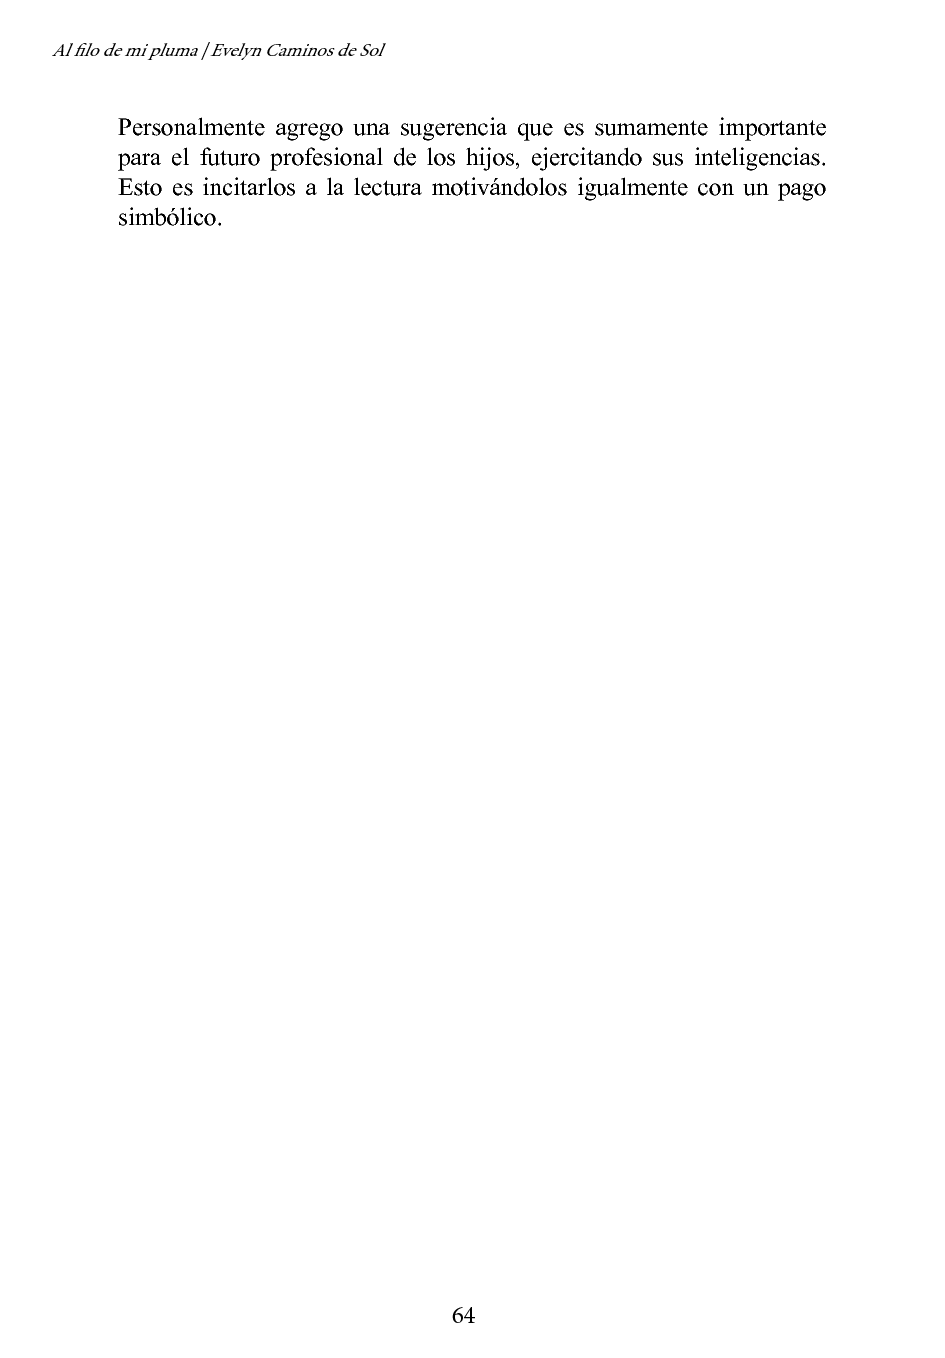 Al filo de mi pluma | Evelyn Caminos de Sol
Personalmente agrego una sugerencia que es sumamente importante
para el futuro profesional de los hijos, ejercitando sus inteligencias.
Esto es incitarlos a la lectura motivándolos igualmente con un pago
simbólico.
64